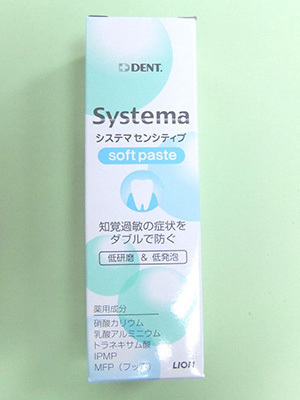 DENT.
Systema
システマ センシティブ
soft paste
知覚過敏の症状を
ダブルで防ぐ
低研磨 & 低発泡
薬用成分
硝酸カリウム
乳酸アルミニウム
トラネキサム酸
IPMP
MFP（フッ素）
LION